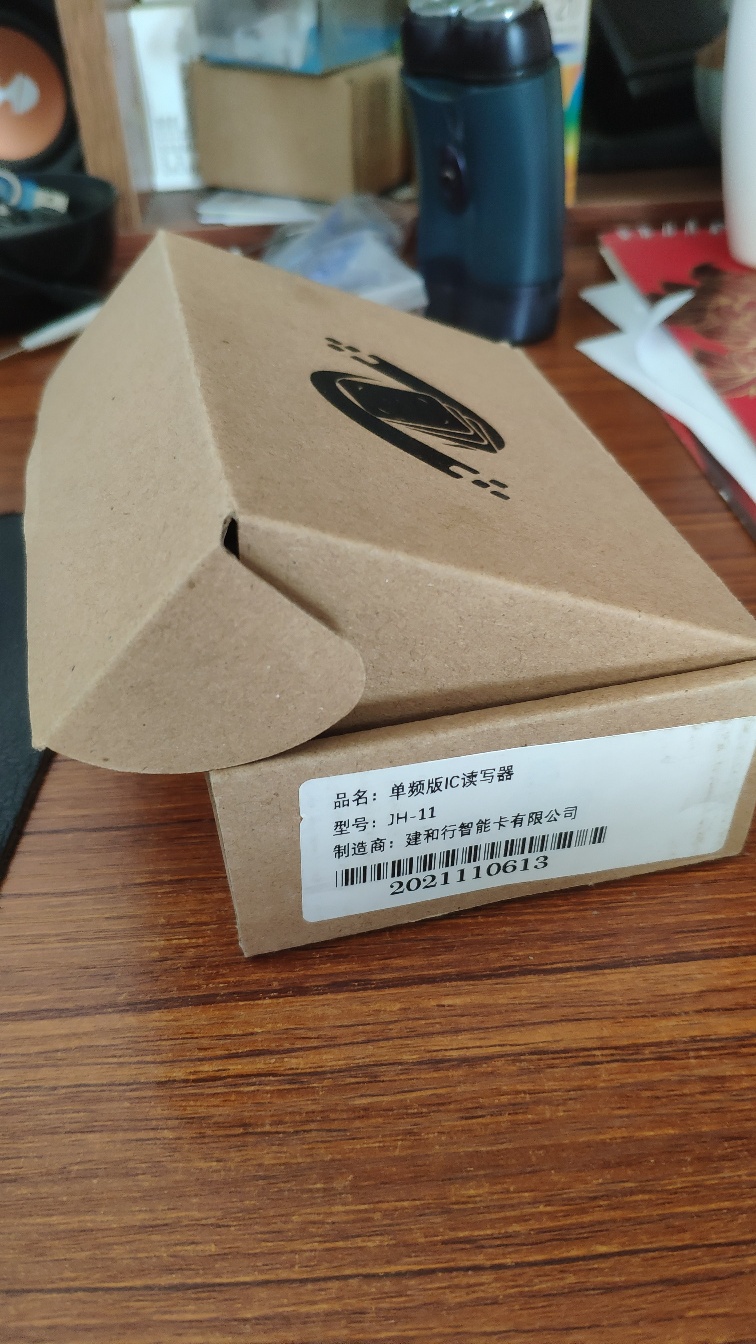 品名：单频版IC读写器
型号：JH-11
制造商：建和行智能卡有限公司
2021110613